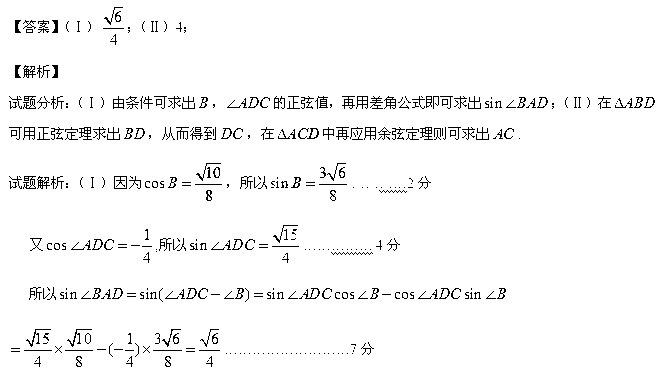 【答案】(Ⅰ) √6/4；(Ⅱ)4；
【解析】
试题分析：(Ⅰ)由条件可求出B，∠ADC的正弦值，再用差角公式即可求出sin∠BAD；(Ⅱ)在ΔABD
可用正弦定理求出BD，从而得到DC，在ΔACD中再应用余弦定理则可求出AC．
试题解析：(Ⅰ)因为cos B=√10/8，所以sin B=3√6/8 ............2分
又cos∠ADC=-1/4,所以sin∠ADC=√15/4 ..................4分
所以sin∠BAD=sin(∠ADC-∠B)=sin∠ADC cos∠B-cos∠ADC sin∠B
=√15/4×√10/8-(-1/4)×3√6/8=√6/4 ............................7分